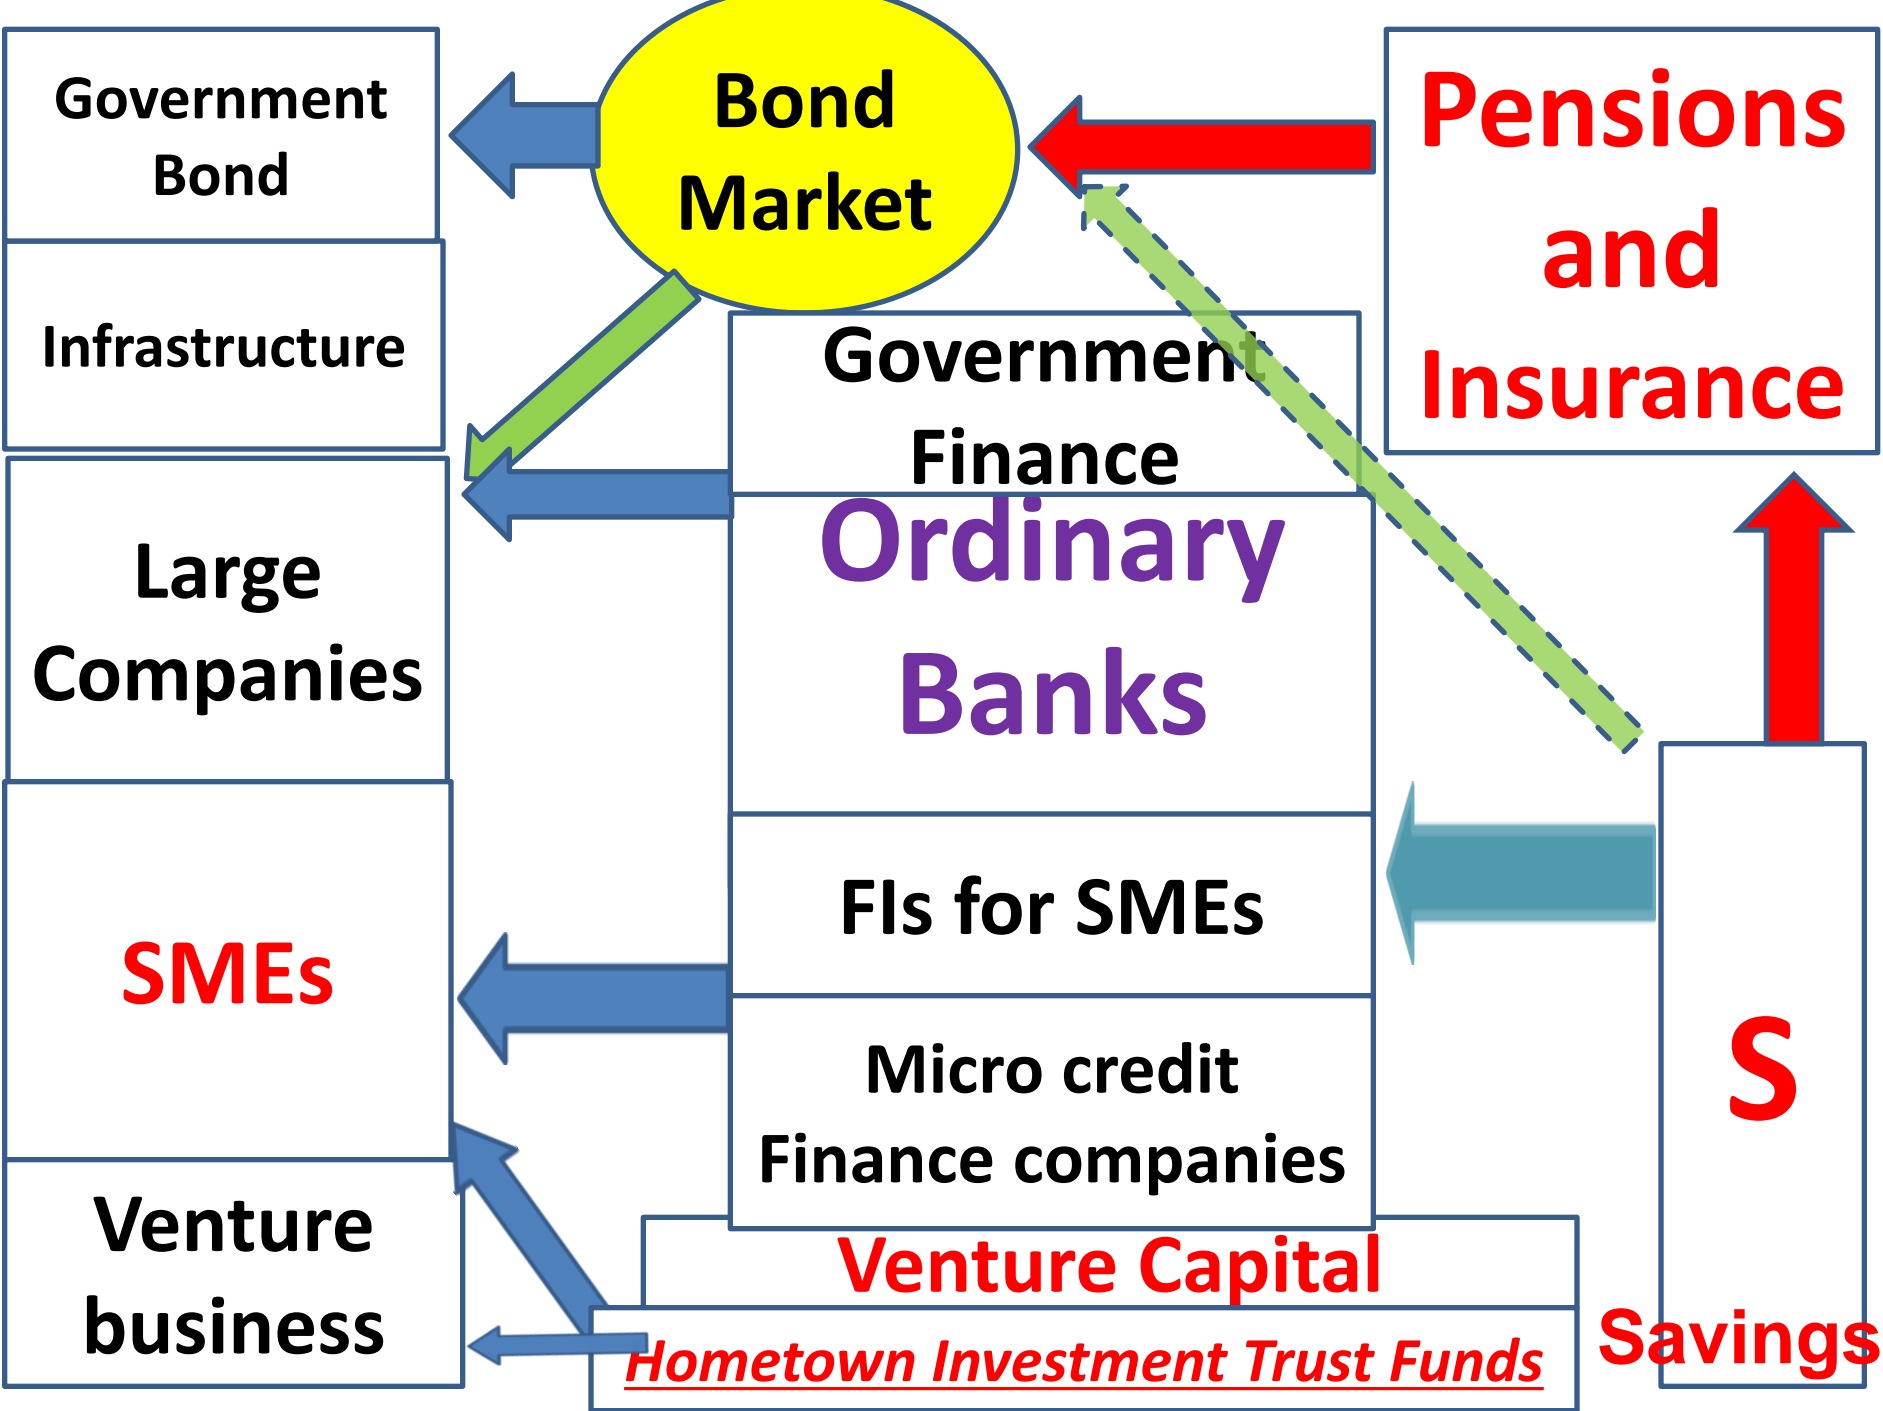 Government
Bond
Infrastructure
Large
Companies
SMEs
Venture
business
Bond
Market
Government
Finance
Ordinary
Banks
FIs for SMEs
Micro credit
Finance companies
Venture Capital
Hometown Investment Trust Funds
Pensions
and
Insurance
S
Savings